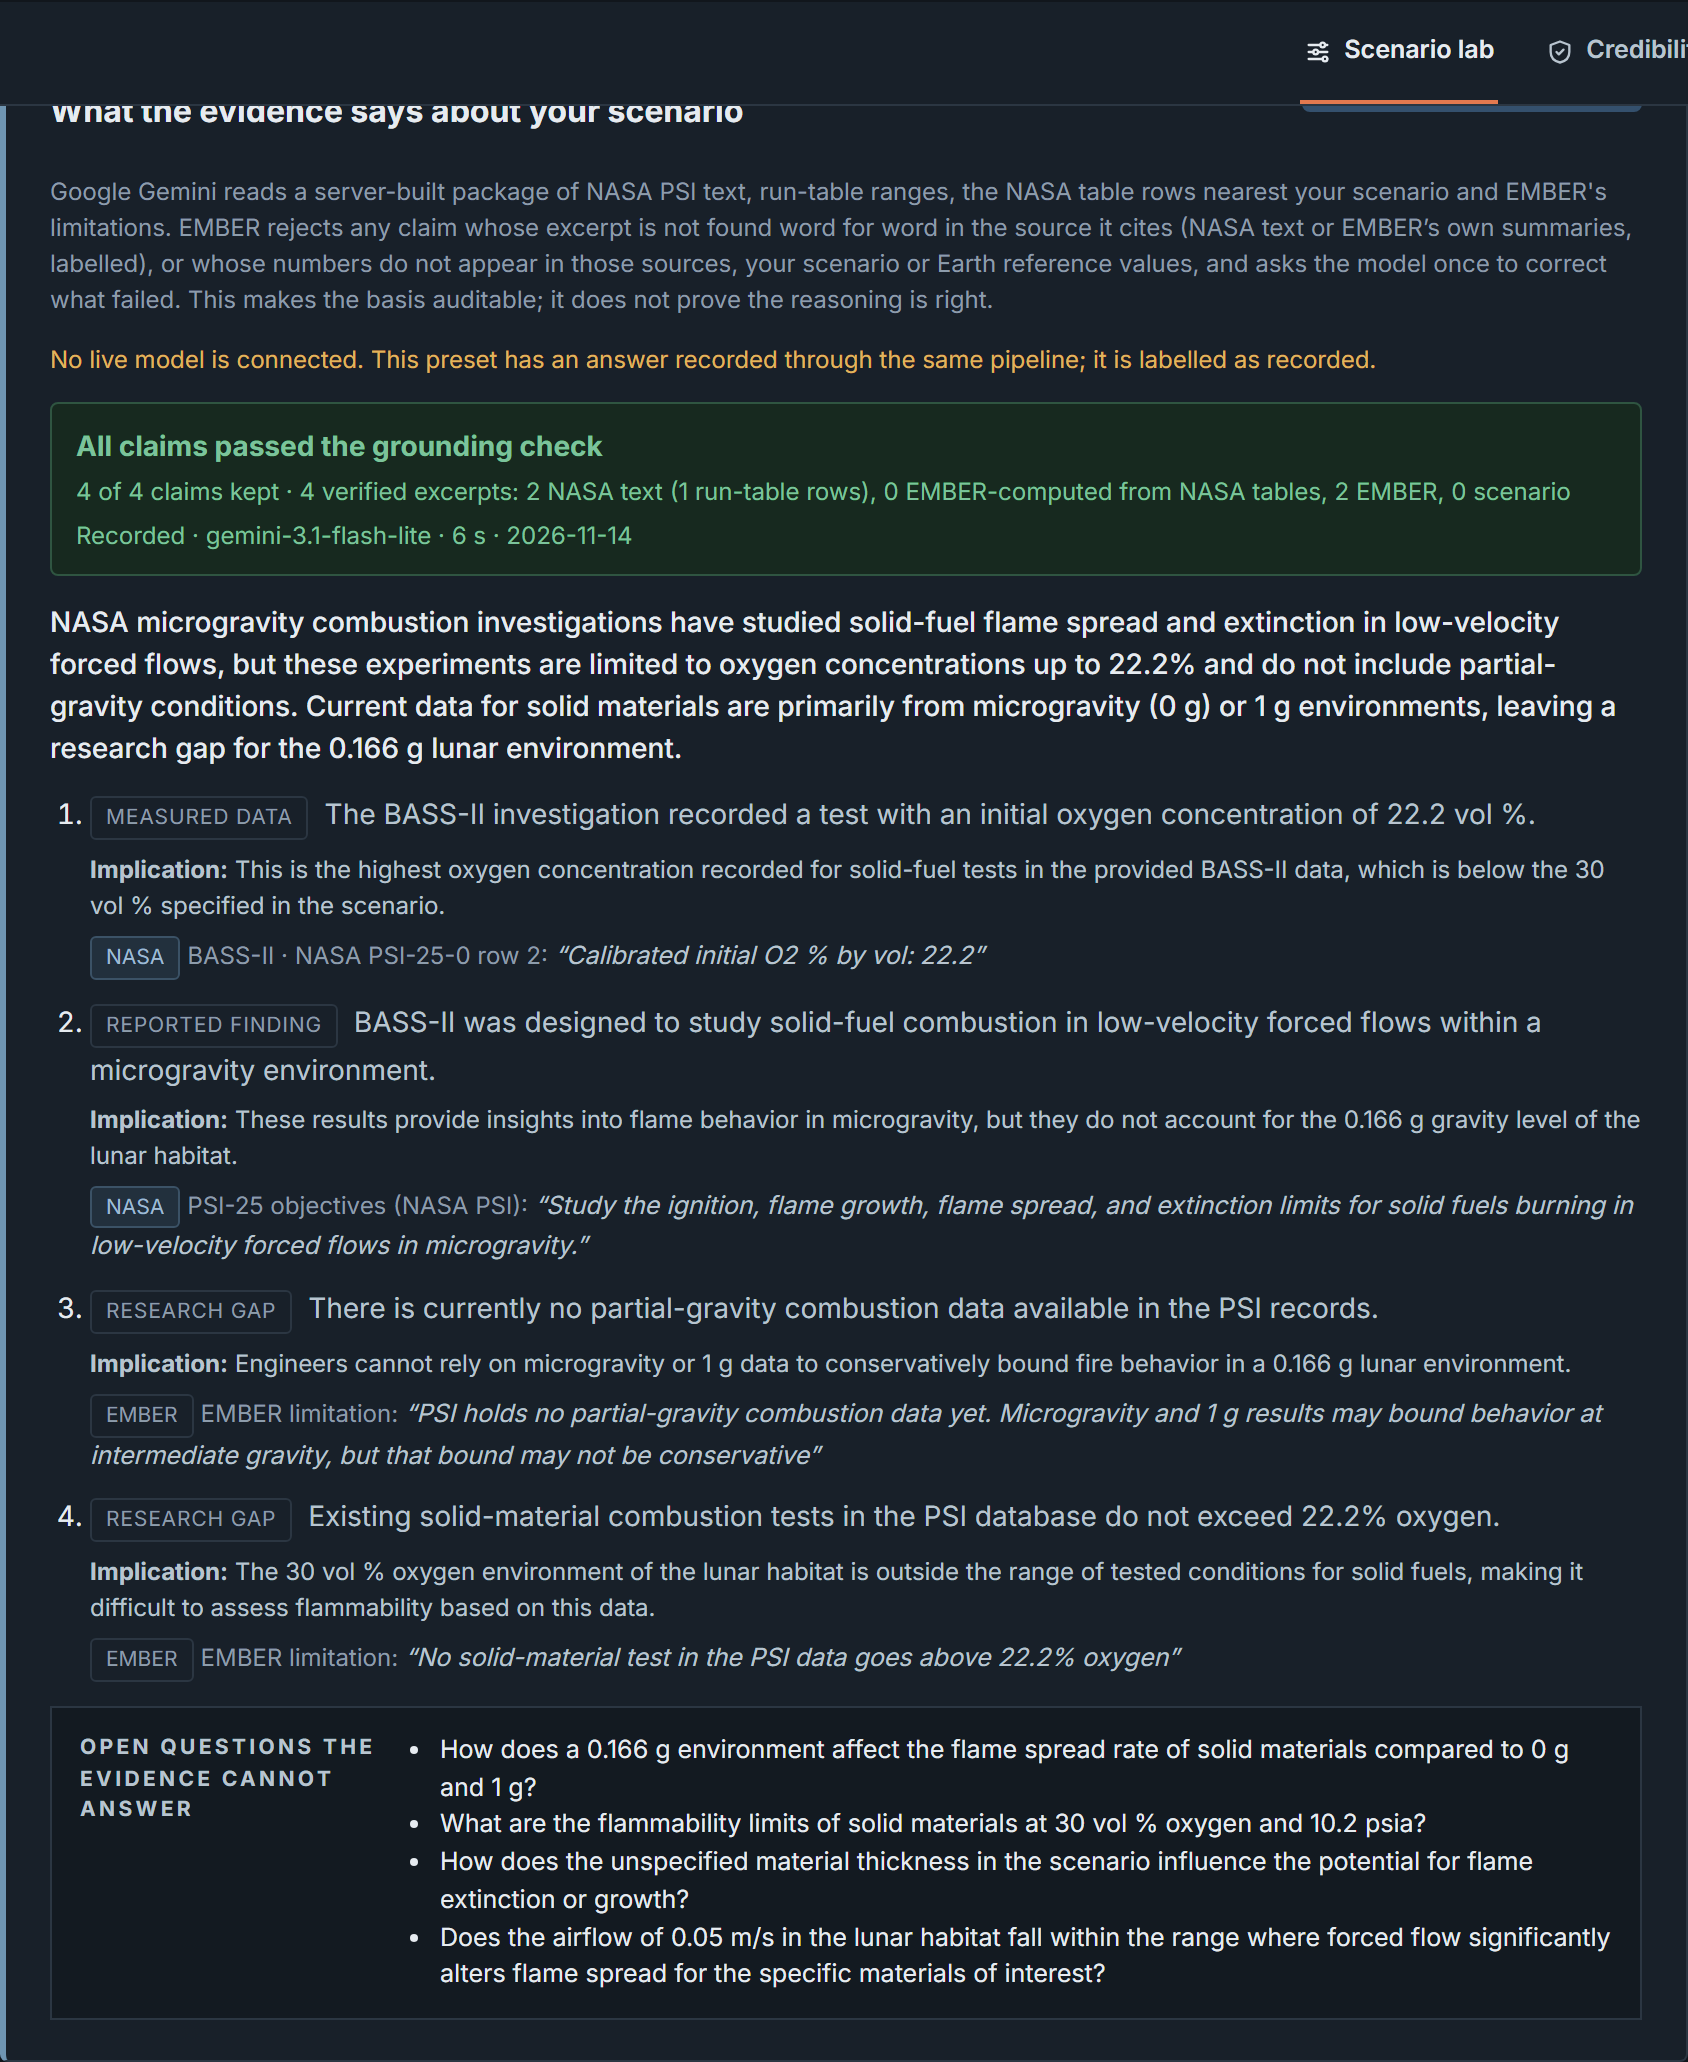 Scenario lab
What the evidence says about your scenario
Google Gemini reads a server-built package of NASA PSI text, run-table ranges, the NASA table rows nearest your scenario and EMBER's
limitations. EMBER rejects any claim whose excerpt is not found word for word in the source it cites (NASA text or EMBER’s own summaries,
labelled), or whose numbers do not appear in those sources, your scenario or Earth reference values, and asks the model once to correct
what failed. This makes the basis auditable; it does not prove the reasoning is right.
No live model is connected. This preset has an answer recorded through the same pipeline; it is labelled as recorded.
All claims passed the grounding check
4 of 4 claims kept · 4 verified excerpts: 2 NASA text (1 run-table rows), 0 EMBER-computed from NASA tables, 2 EMBER, 0 scenario
Recorded · gemini-3.1-flash-lite · 6 s · 2026-11-14
NASA microgravity combustion investigations have studied solid-fuel flame spread and extinction in low-velocity
forced flows, but these experiments are limited to oxygen concentrations up to 22.2% and do not include partial-
gravity conditions. Current data for solid materials are primarily from microgravity (0 g) or 1 g environments, leaving a
research gap for the 0.166 g lunar environment.
1. MEASURED DATA The BASS-II investigation recorded a test with an initial oxygen concentration of 22.2 vol %.
Implication: This is the highest oxygen concentration recorded for solid-fuel tests in the provided BASS-II data, which is below the 30
vol % specified in the scenario.
NASA BASS-II · NASA PSI-25-0 row 2: “Calibrated initial O2 % by vol: 22.2”
2. REPORTED FINDING BASS-II was designed to study solid-fuel combustion in low-velocity forced flows within a
microgravity environment.
Implication: These results provide insights into flame behavior in microgravity, but they do not account for the 0.166 g gravity level of the
lunar habitat.
NASA PSI-25 objectives (NASA PSI): “Study the ignition, flame growth, flame spread, and extinction limits for solid fuels burning in
low-velocity forced flows in microgravity.”
3. RESEARCH GAP There is currently no partial-gravity combustion data available in the PSI records.
Implication: Engineers cannot rely on microgravity or 1 g data to conservatively bound fire behavior in a 0.166 g lunar environment.
EMBER EMBER limitation: “PSI holds no partial-gravity combustion data yet. Microgravity and 1 g results may bound behavior at
intermediate gravity, but that bound may not be conservative”
4. RESEARCH GAP Existing solid-material combustion tests in the PSI database do not exceed 22.2% oxygen.
Implication: The 30 vol % oxygen environment of the lunar habitat is outside the range of tested conditions for solid fuels, making it
difficult to assess flammability based on this data.
EMBER EMBER limitation: “No solid-material test in the PSI data goes above 22.2% oxygen”
OPEN QUESTIONS THE
EVIDENCE CANNOT
ANSWER
• How does a 0.166 g environment affect the flame spread rate of solid materials compared to 0 g
and 1 g?
• What are the flammability limits of solid materials at 30 vol % oxygen and 10.2 psia?
• How does the unspecified material thickness in the scenario influence the potential for flame
extinction or growth?
• Does the airflow of 0.05 m/s in the lunar habitat fall within the range where forced flow significantly
alters flame spread for the specific materials of interest?